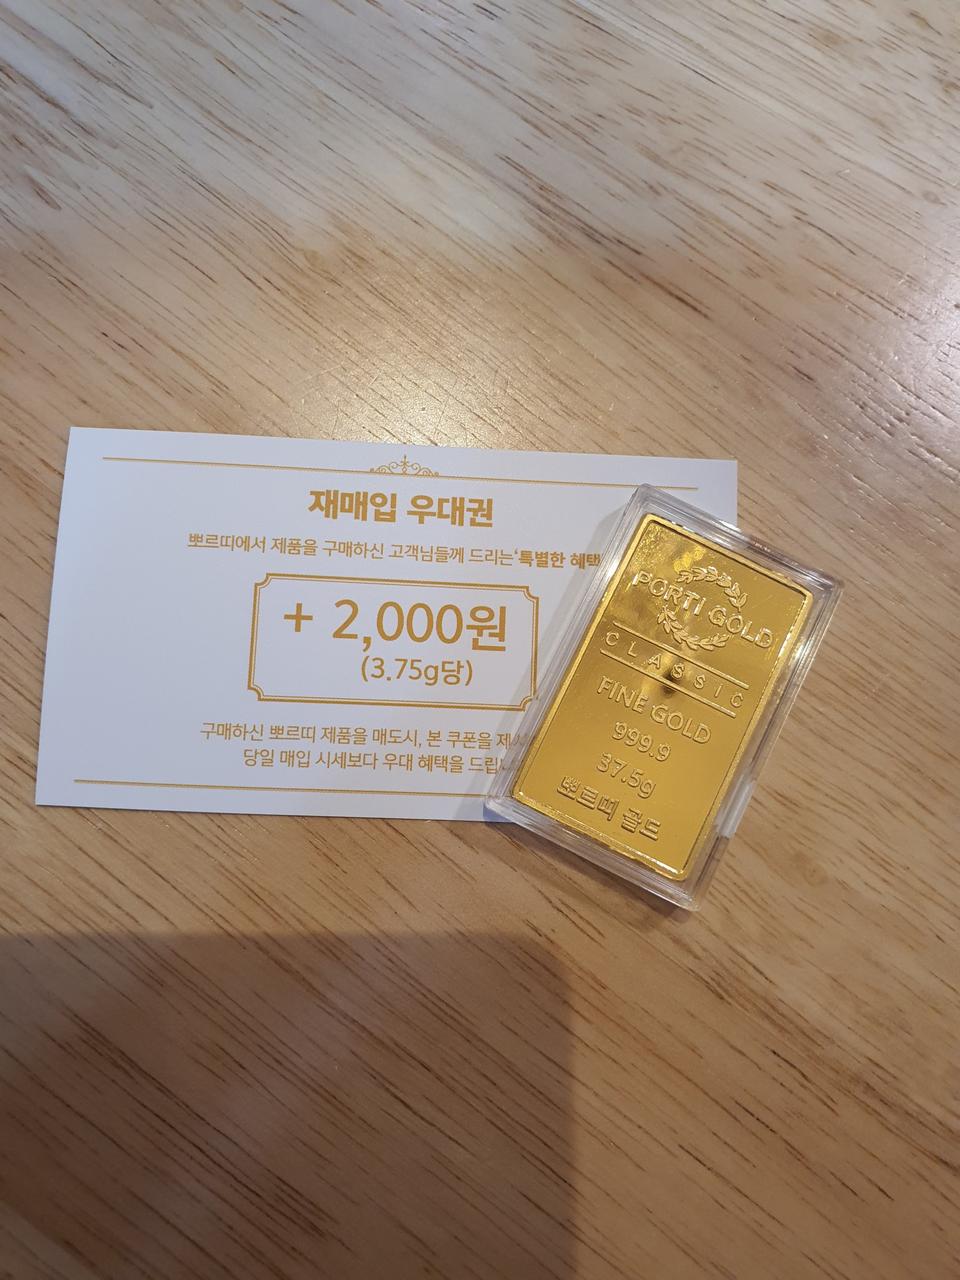 재매입 우대권
뽀르띠에서 제품을 구매하신 고객님들께 드리는 '특별한 혜택
+ 2,000원
(3.75g당)
구매하신 뽀르띠 제품을 매도시, 본 쿠폰을
당일 매입 시세보다 우대 혜택을
PORTI GOLD
CLASSIC
FINE GOLD
999.9
37.5g
뽀르띠 골드